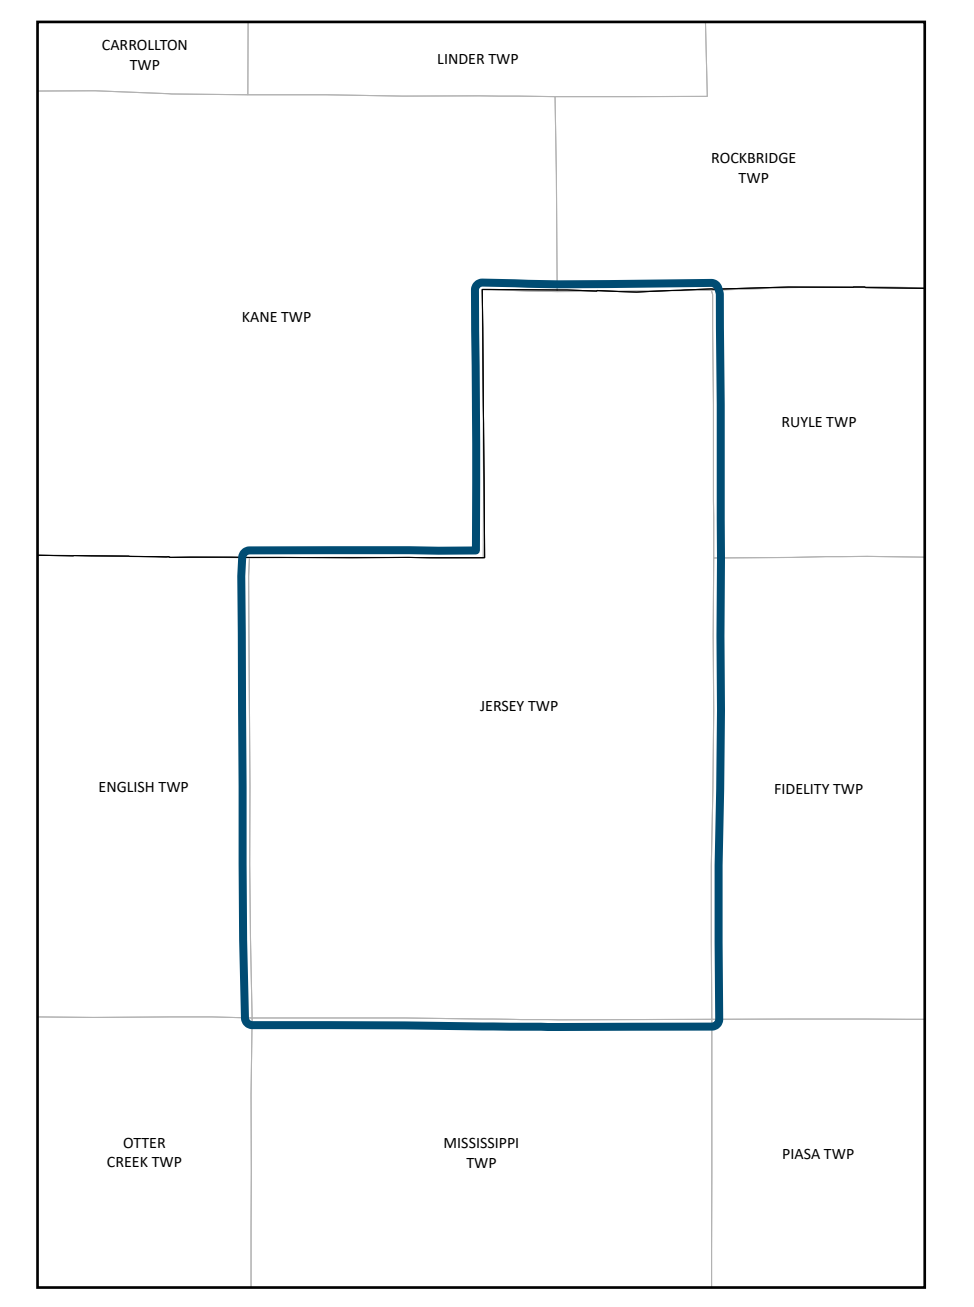 CARROLLTON
TWP
LINDER TWP
ROCKBRIDGE
TWP
KANE TWP
RUYLE TWP
JERSEY TWP
ENGLISH TWP
FIDELITY TWP
OTTER
CREEK TWP
MISSISSIPPI
TWP
PIASA TWP